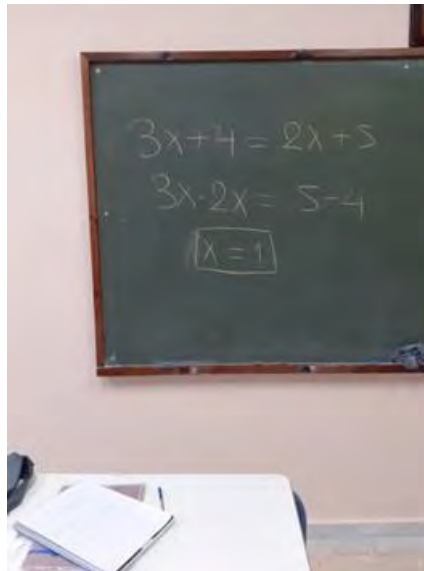 3x+4 = 2x+5
3x-2x = 5-4
x = 1